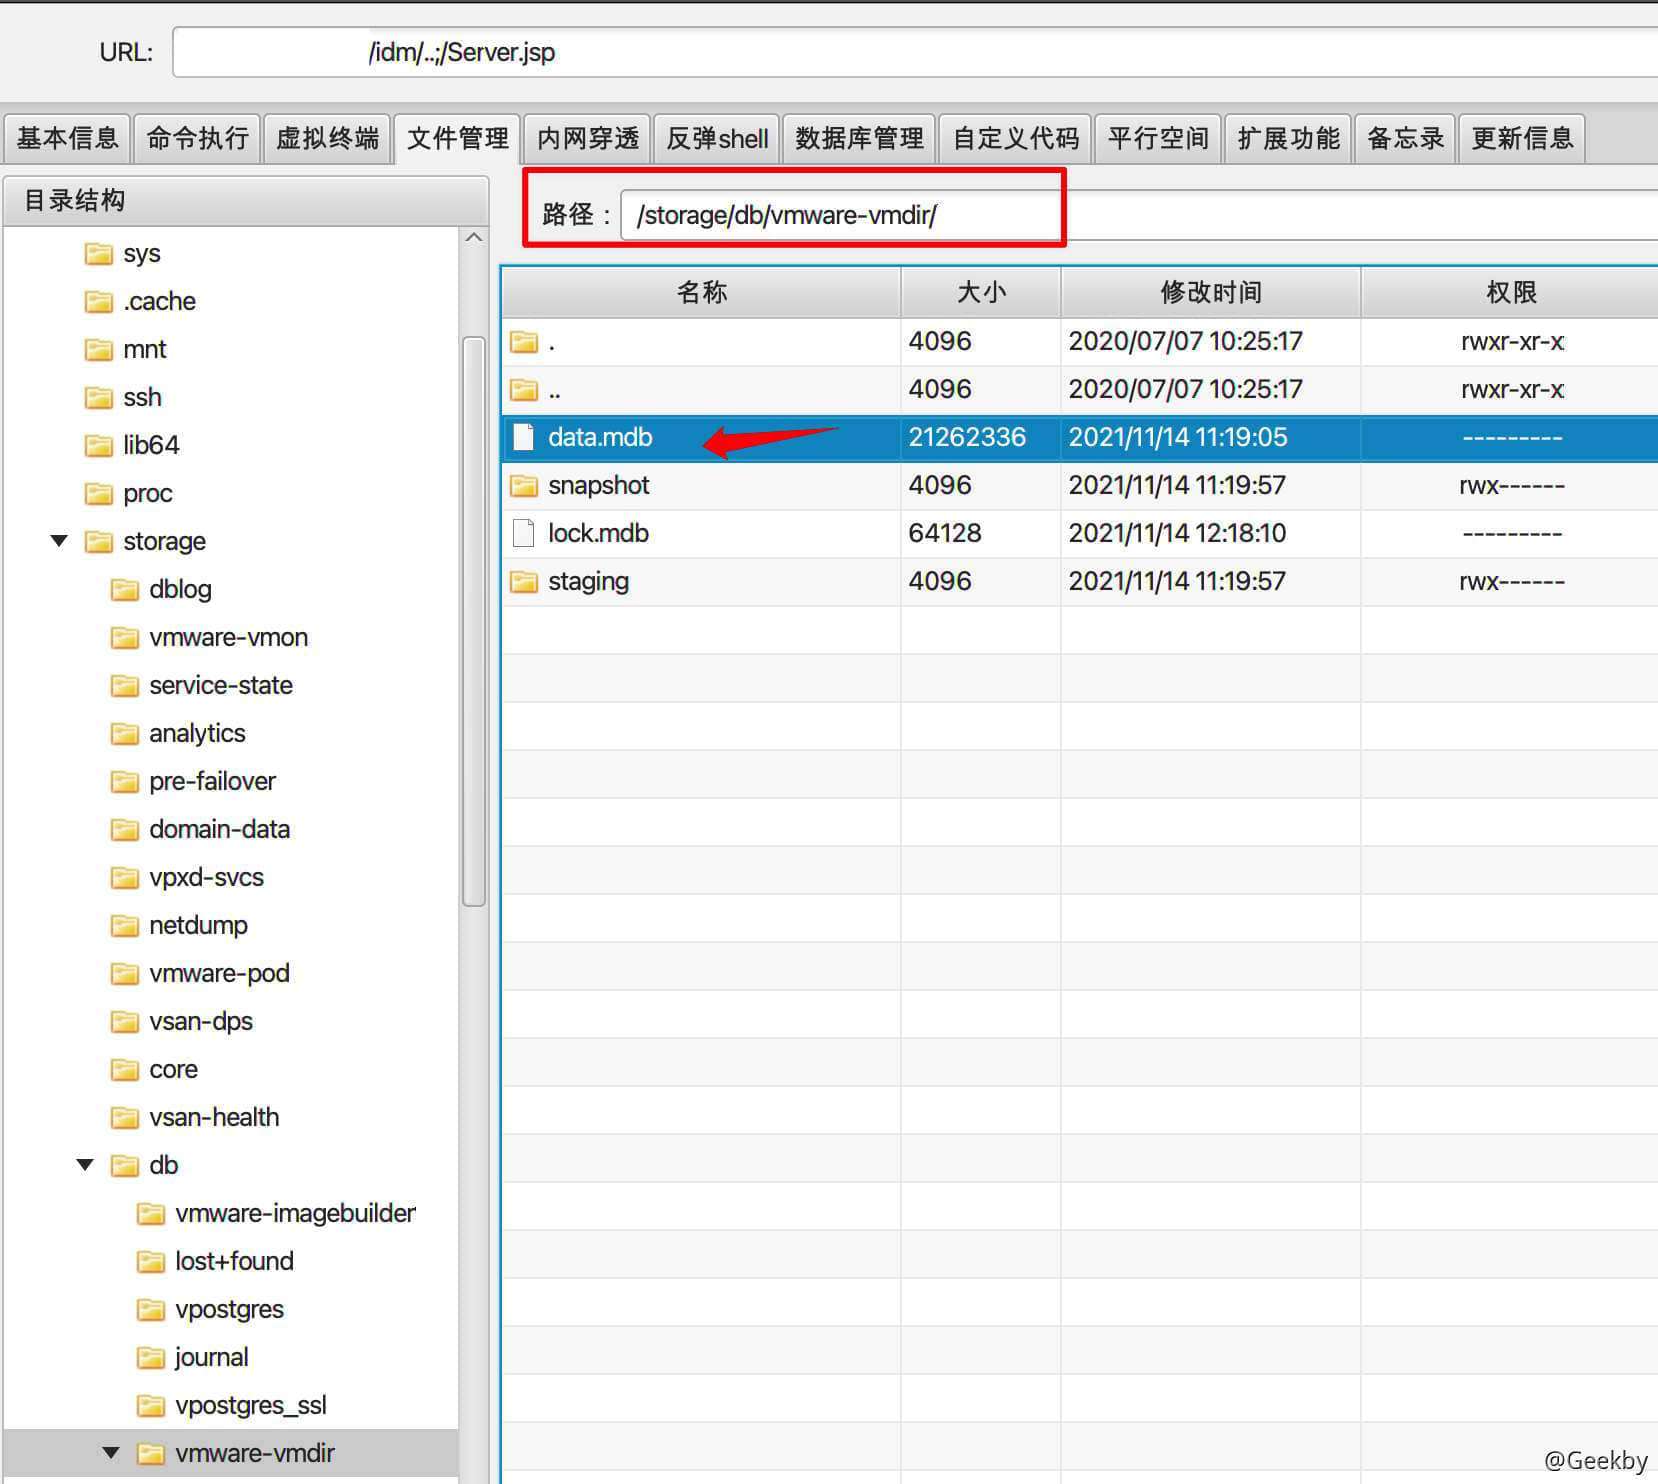 URL: /idm/..;/Server.jsp
基本信息 命令执行 虚拟终端 文件管理 内网穿透 反弹shell 数据库管理 自定义代码 平行空间 扩展功能 备忘录 更新信息
目录结构
sys
.cache
mnt
ssh
lib64
proc
storage
dblog
vmware-vmon
service-state
analytics
pre-failover
domain-data
vpxd-svcs
netdump
vmware-pod
vsan-dps
core
vsan-health
db
vmware-imagebuilder
lost+found
vpostgres
journal
vpostgres_ssl
vmware-vmdir
路径： /storage/db/vmware-vmdir/
名称 大小 修改时间 权限
. 4096 2020/07/07 10:25:17 rwxr-xr-x
.. 4096 2020/07/07 10:25:17 rwxr-xr-x
data.mdb 21262336 2021/11/14 11:19:05 ---------
snapshot 4096 2021/11/14 11:19:57 rwx------
lock.mdb 64128 2021/11/14 12:18:10 ---------
staging 4096 2021/11/14 11:19:57 rwx------
@Geekby